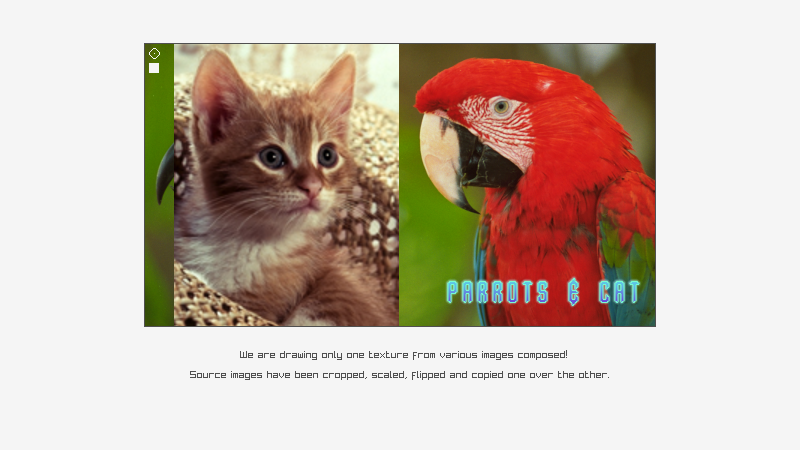 PARROTS & CAT
We are drawing only one texture from various images composed!
Source images have been cropped, scaled, flipped and copied one over the other.